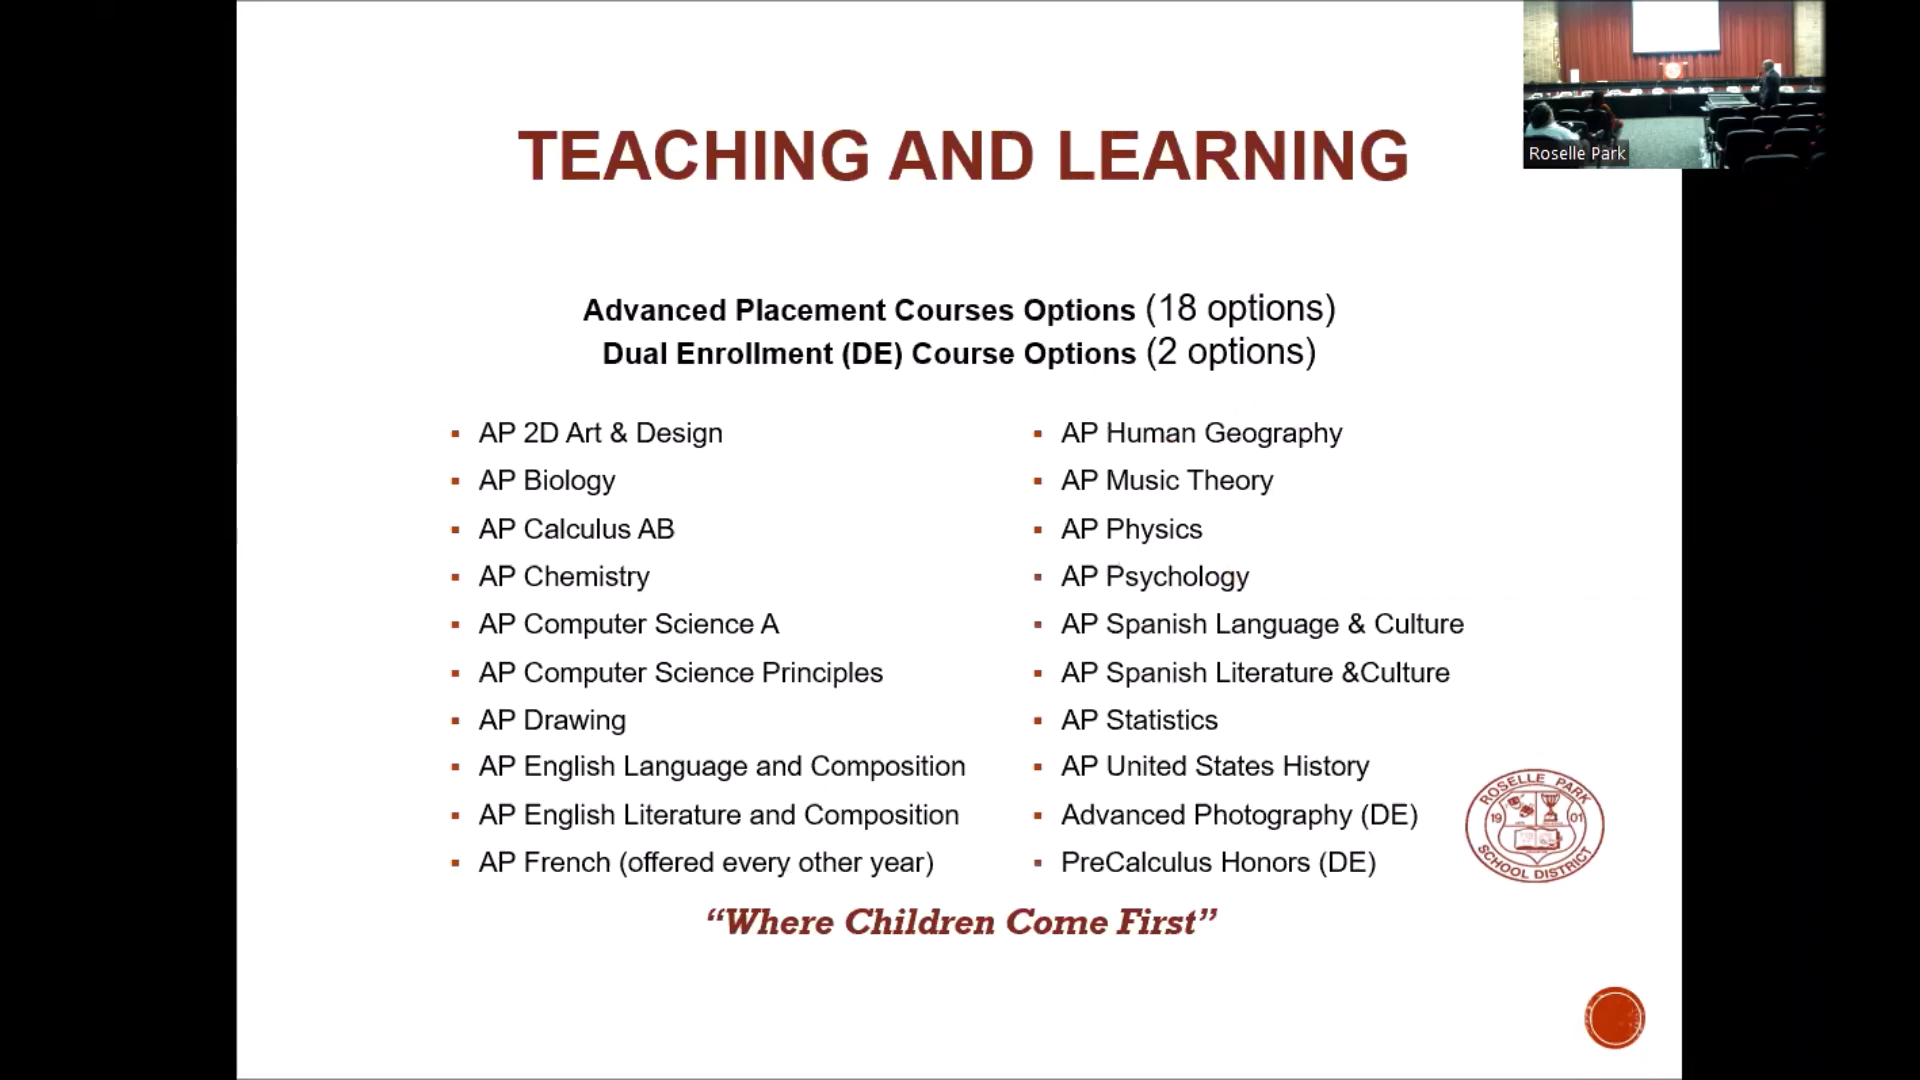 TEACHING AND LEARNING
Roselle Park
Advanced Placement Courses Options (18 options)
Dual Enrollment (DE) Course Options (2 options)
▪ AP 2D Art & Design
▪ AP Biology
▪ AP Calculus AB
▪ AP Chemistry
▪ AP Computer Science A
▪ AP Computer Science Principles
▪ AP Drawing
▪ AP English Language and Composition
▪ AP English Literature and Composition
▪ AP French (offered every other year)
▪ AP Human Geography
▪ AP Music Theory
▪ AP Physics
▪ AP Psychology
▪ AP Spanish Language & Culture
▪ AP Spanish Literature &Culture
▪ AP Statistics
▪ AP United States History
▪ Advanced Photography (DE)
▪ PreCalculus Honors (DE)
ROSELLE PARK
19 01
SCHOOL DISTRICT
“Where Children Come First”